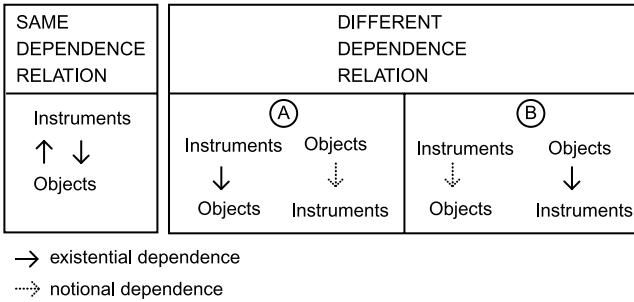 SAME
DEPENDENCE
RELATION
Instruments
Objects
DIFFERENT
DEPENDENCE
RELATION
A
Instruments Objects
Objects Instruments
B
Instruments Objects
Objects Instruments
existential dependence
notional dependence